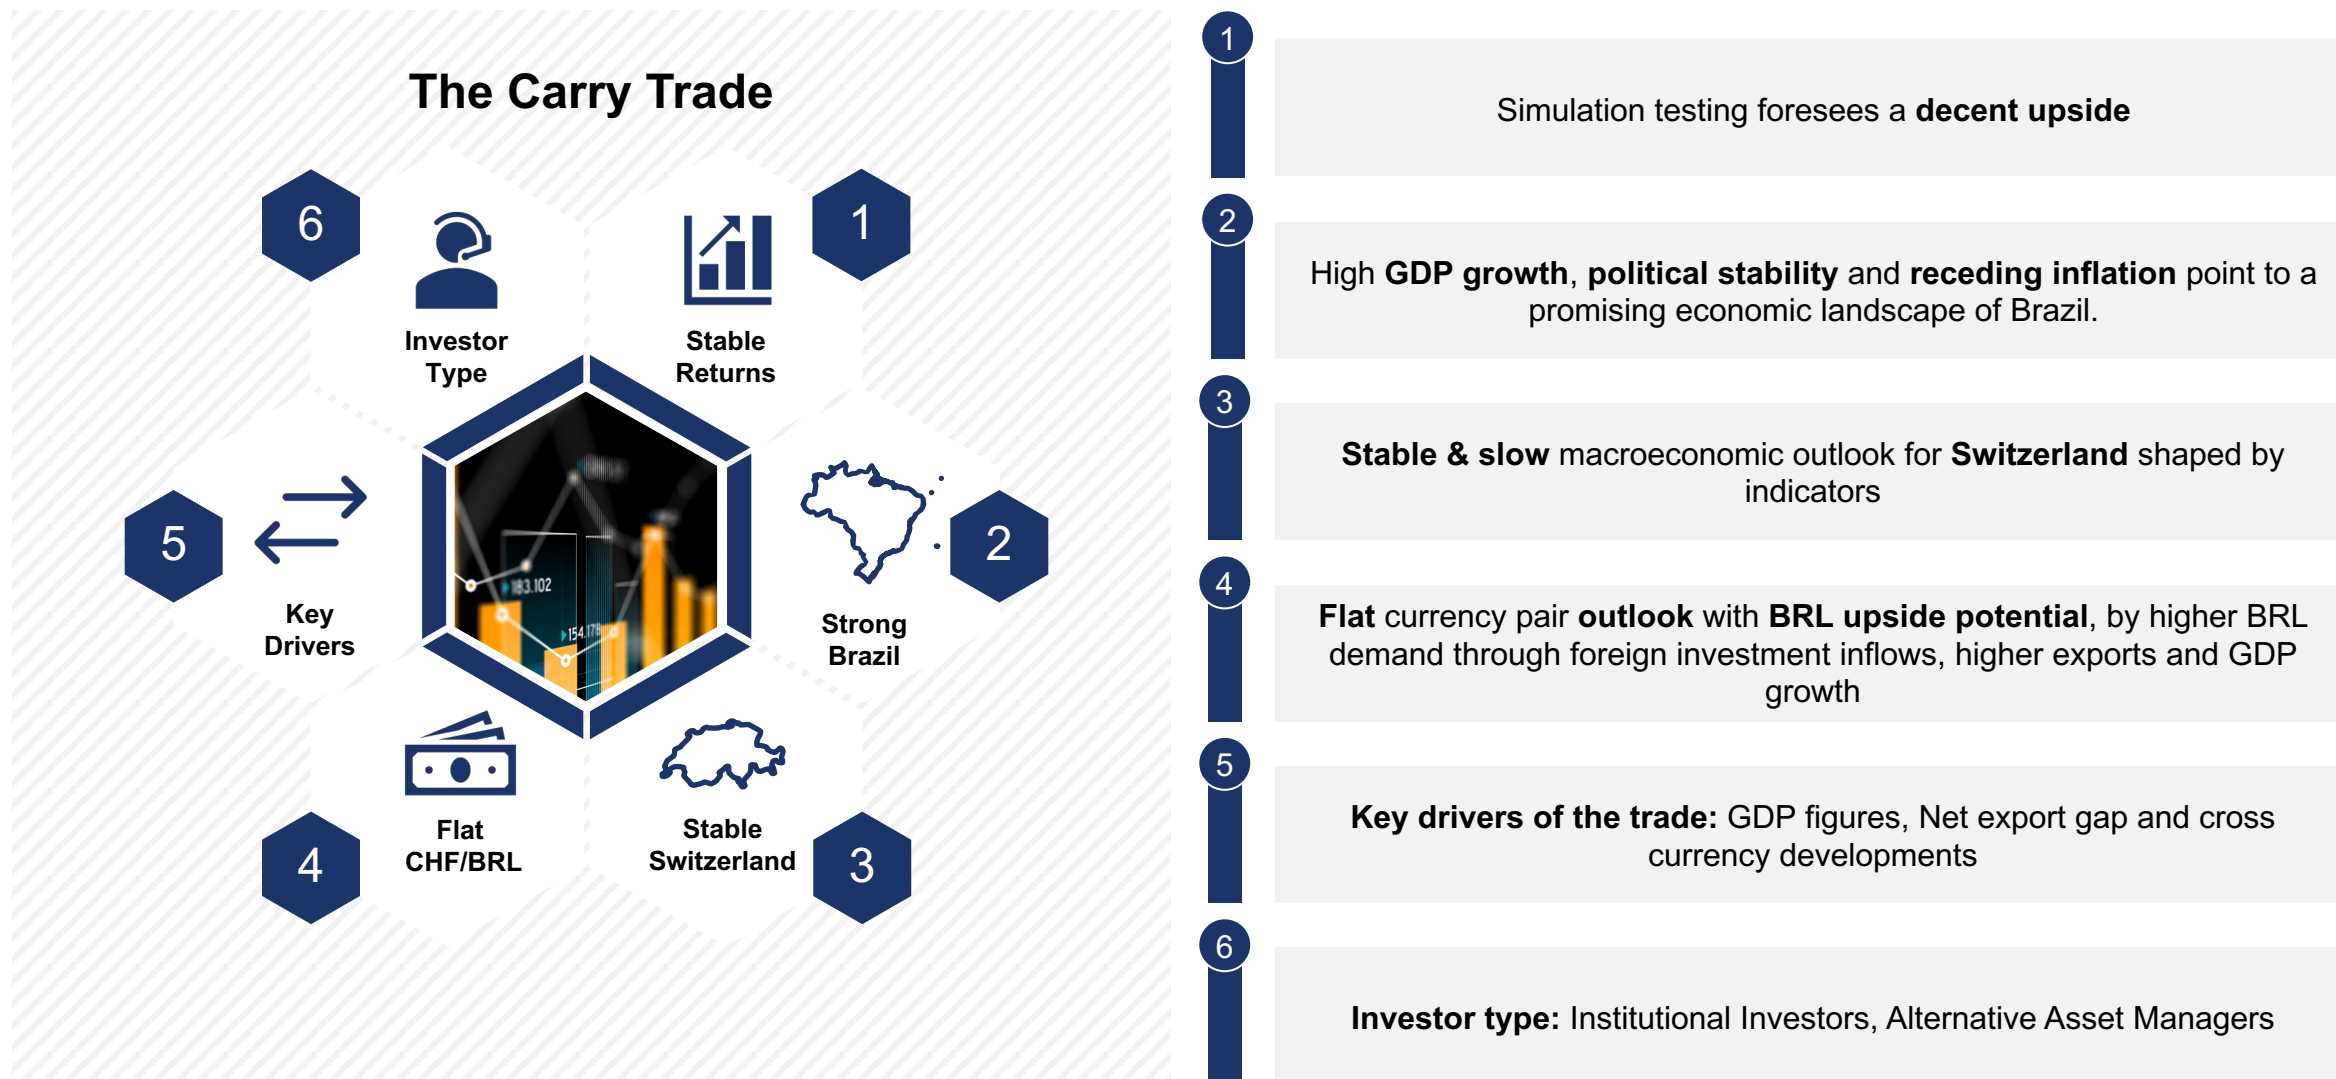 The Carry Trade
6
1
Investor
Type
Stable
Returns
5
Key
Drivers
183.102
154.178
2
Strong
Brazil
4
Flat
CHF/BRL
Stable
Switzerland
3
1
Simulation testing foresees a decent upside
2
High GDP growth, political stability and receding inflation point to a
promising economic landscape of Brazil.
3
Stable & slow macroeconomic outlook for Switzerland shaped by
indicators
4
Flat currency pair outlook with BRL upside potential, by higher BRL
demand through foreign investment inflows, higher exports and GDP
growth
5
Key drivers of the trade: GDP figures, Net export gap and cross
currency developments
6
Investor type: Institutional Investors, Alternative Asset Managers